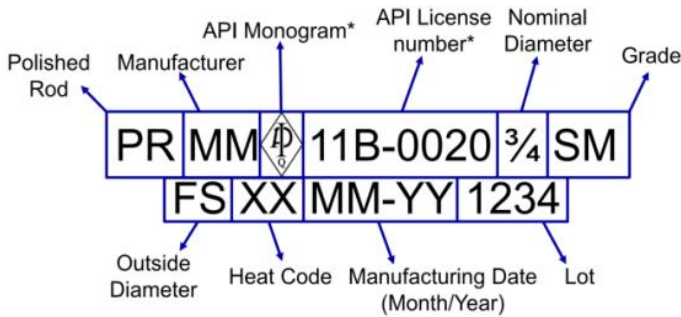 API Monogram*
API License number*
Nominal Diameter
Polished Rod
Manufacturer
Grade
PR MM 11B-0020 ¾ SM
FS XX MM-YY 1234
Outside Diameter
Heat Code
Manufacturing Date (Month/Year)
Lot